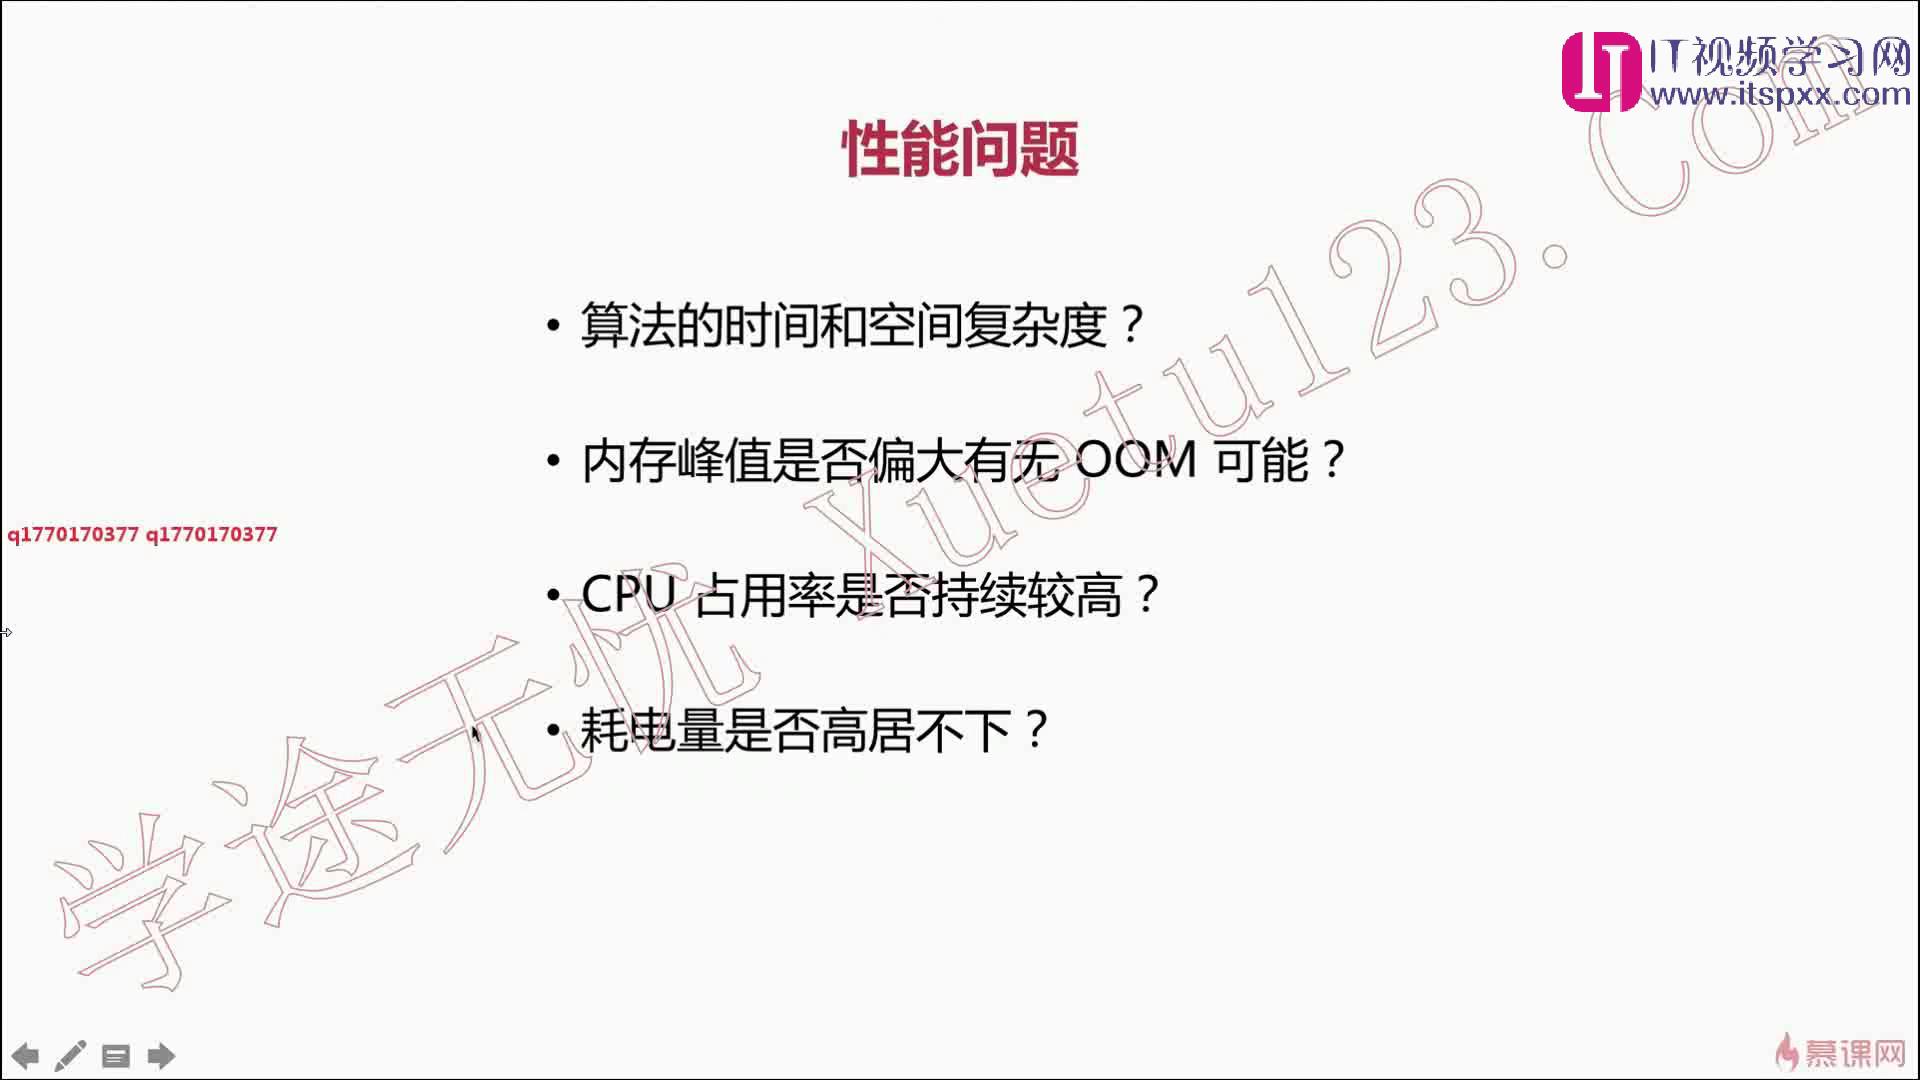 IT视频学习网
www.itspxx.com
性能问题
• 算法的时间和空间复杂度？
• 内存峰值是否偏大有无 OOM 可能？
q1770170377 q1770170377
• CPU 占用率是否持续较高？
• 耗电量是否高居不下？
学途无忧 Xuetu123.Com
慕课网